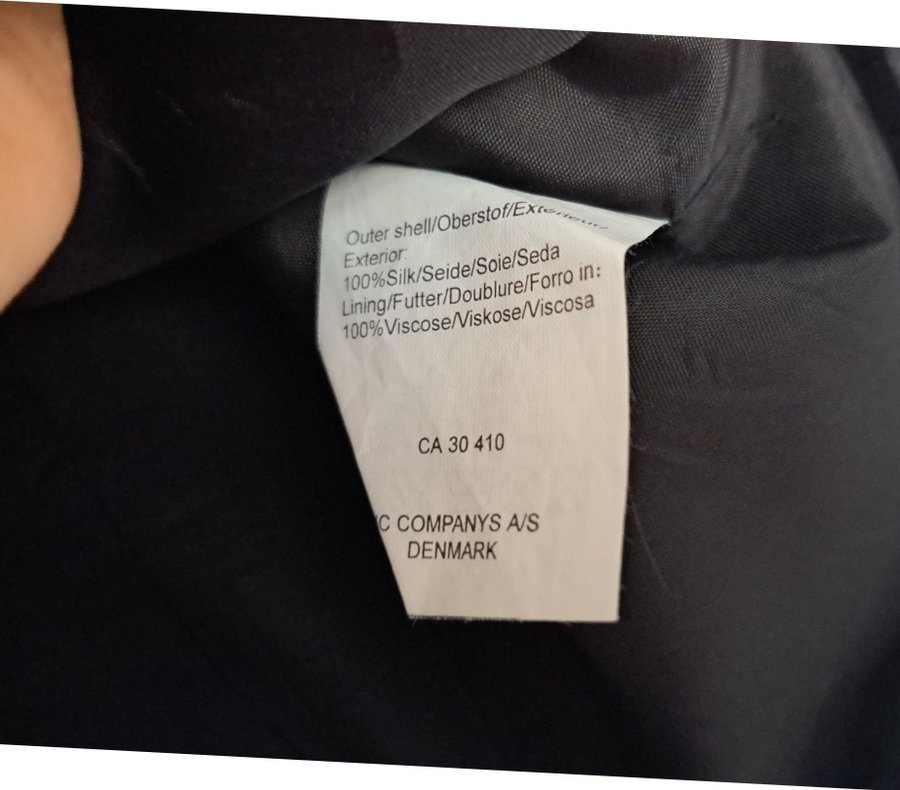 Outer shell/Oberstof/Exterieur
Exterior:
100%Silk/Seide/Soie/Seda
Lining/Futter/Doublure/Forro in:
100%Viscose/Viskose/Viscosa
CA 30 410
C COMPANYS A/S
DENMARK